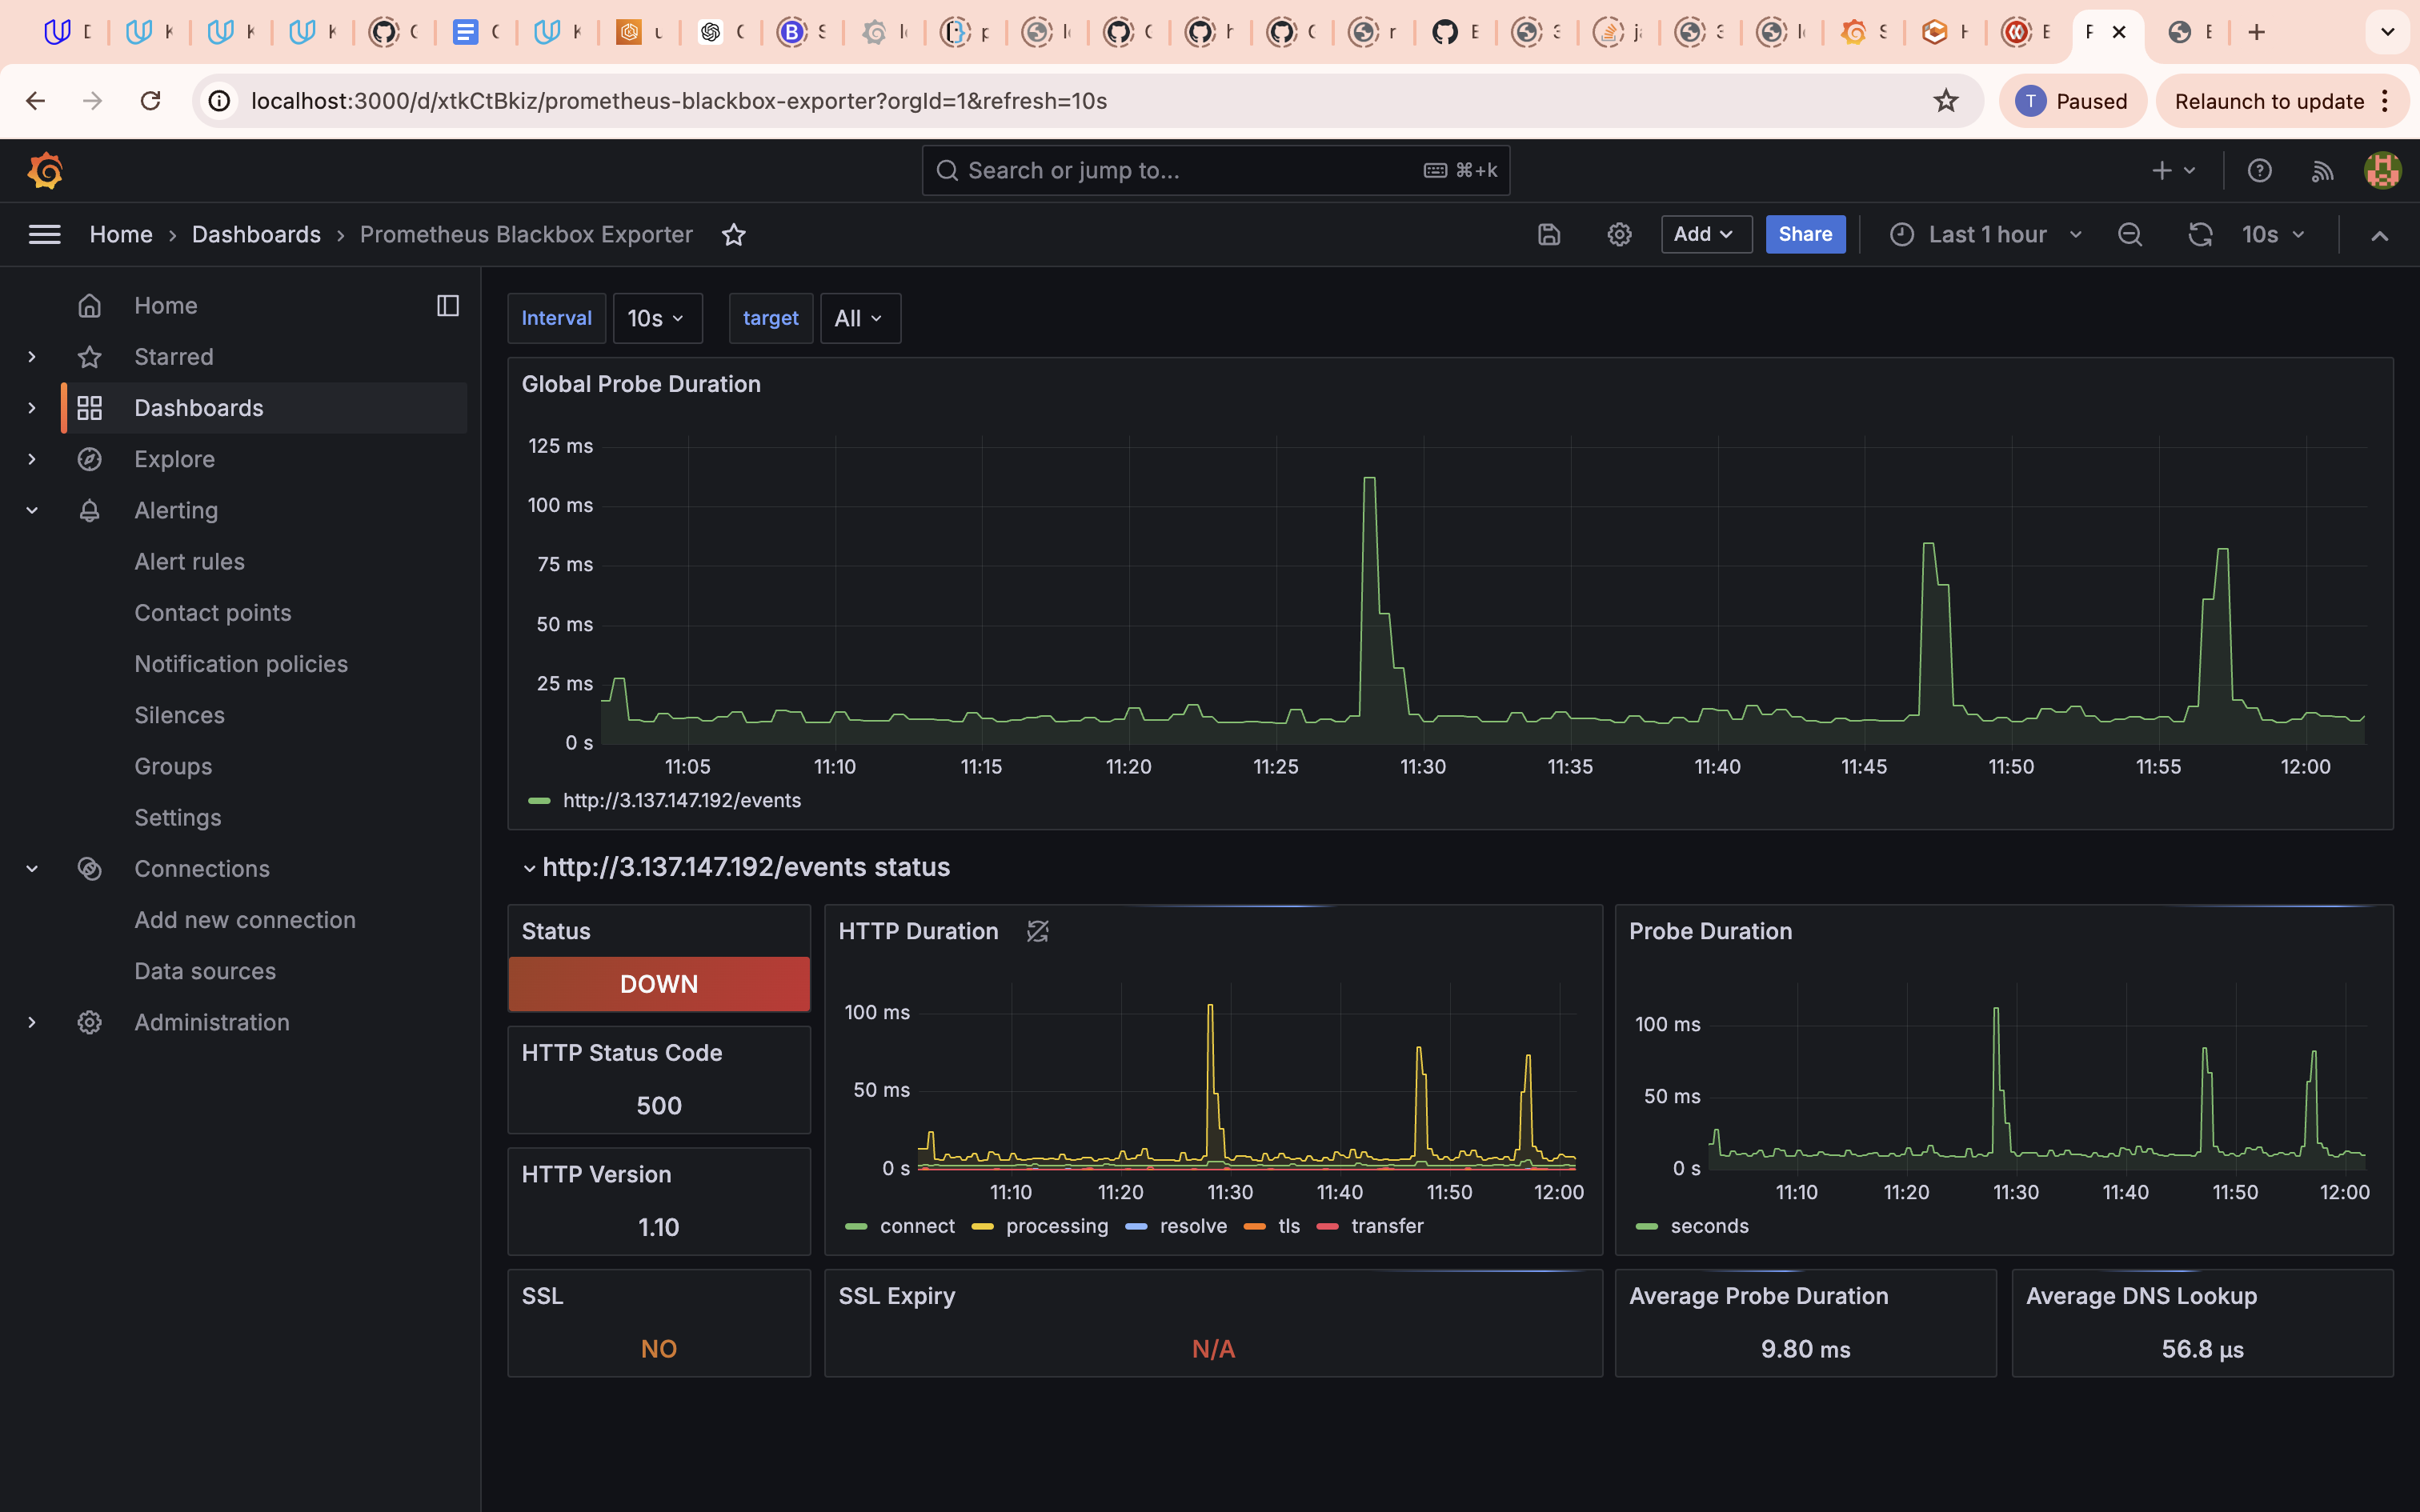 localhost:3000/d/xtkCtBkiz/prometheus-blackbox-exporter?orgId=1&refresh=10s
T Paused
Relaunch to update
Search or jump to...
⌘+k
Home › Dashboards › Prometheus Blackbox Exporter
Add
Share
Last 1 hour
10s
Home
Starred
Dashboards
Explore
Alerting
Alert rules
Contact points
Notification policies
Silences
Groups
Settings
Connections
Add new connection
Data sources
Administration
Interval 10s target All
Global Probe Duration
125 ms
100 ms
75 ms
50 ms
25 ms
0 s
11:05 11:10 11:15 11:20 11:25 11:30 11:35 11:40 11:45 11:50 11:55 12:00
http://3.137.147.192/events
http://3.137.147.192/events status
Status
DOWN
HTTP Status Code
500
HTTP Version
1.10
HTTP Duration
100 ms
50 ms
0 s
11:10 11:20 11:30 11:40 11:50 12:00
connect processing resolve tls transfer
Probe Duration
100 ms
50 ms
0 s
11:10 11:20 11:30 11:40 11:50 12:00
seconds
SSL
NO
SSL Expiry
N/A
Average Probe Duration
9.80 ms
Average DNS Lookup
56.8 µs